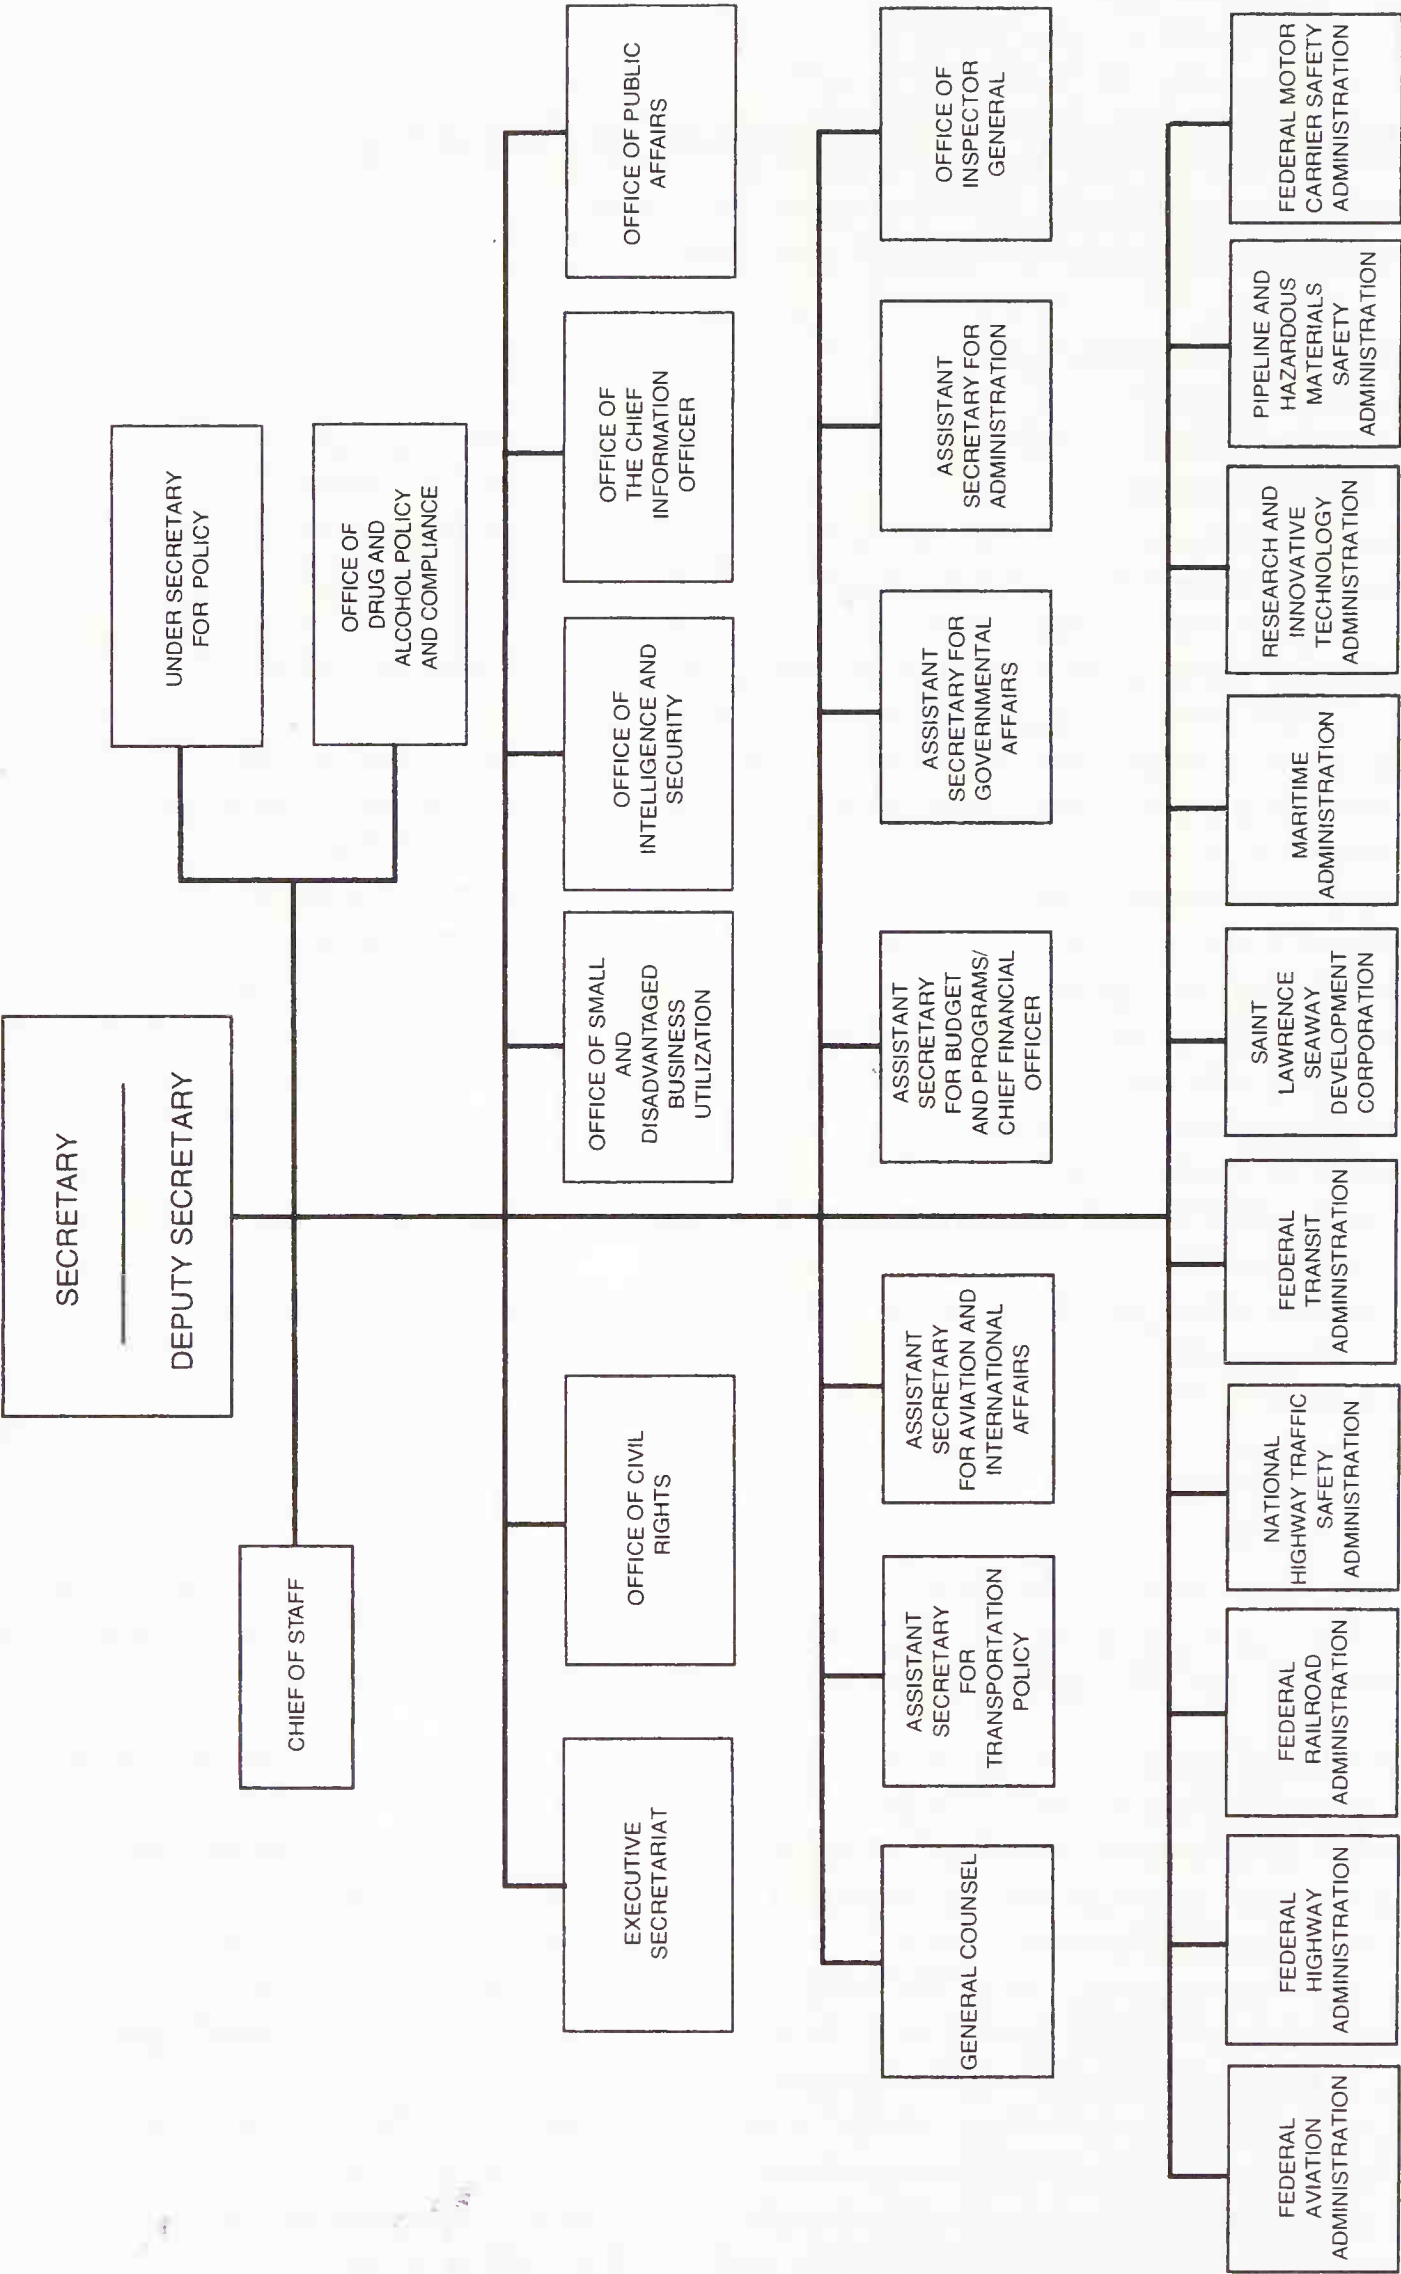 SECRETARY
DEPUTY SECRETARY
UNDER SECRETARY
FOR POLICY
CHIEF OF STAFF
OFFICE OF
DRUG AND
ALCOHOL POLICY
AND COMPLIANCE
EXECUTIVE
SECRETARIAT
OFFICE OF CIVIL
RIGHTS
OFFICE OF SMALL
AND
DISADVANTAGED
BUSINESS
UTILIZATION
OFFICE OF
INTELLIGENCE AND
SECURITY
OFFICE OF
THE CHIEF
INFORMATION
OFFICER
OFFICE OF PUBLIC
AFFAIRS
GENERAL COUNSEL
ASSISTANT
SECRETARY
FOR
TRANSPORTATION
POLICY
ASSISTANT
SECRETARY
FOR AVIATION AND
INTERNATIONAL
AFFAIRS
ASSISTANT
SECRETARY
FOR BUDGET
AND PROGRAMS/
CHIEF FINANCIAL
OFFICER
ASSISTANT
SECRETARY FOR
GOVERNMENTAL
AFFAIRS
ASSISTANT
SECRETARY FOR
ADMINISTRATION
OFFICE OF
INSPECTOR
GENERAL
FEDERAL
AVIATION
ADMINISTRATION
FEDERAL
HIGHWAY
ADMINISTRATION
FEDERAL
RAILROAD
ADMINISTRATION
NATIONAL
HIGHWAY TRAFFIC
SAFETY
ADMINISTRATION
FEDERAL
TRANSIT
ADMINISTRATION
SAINT
LAWRENCE
SEAWAY
DEVELOPMENT
CORPORATION
MARITIME
ADMINISTRATION
RESEARCH AND
INNOVATIVE
TECHNOLOGY
ADMINISTRATION
PIPELINE AND
HAZARDOUS
MATERIALS
SAFETY
ADMINISTRATION
FEDERAL MOTOR
CARRIER SAFETY
ADMINISTRATION